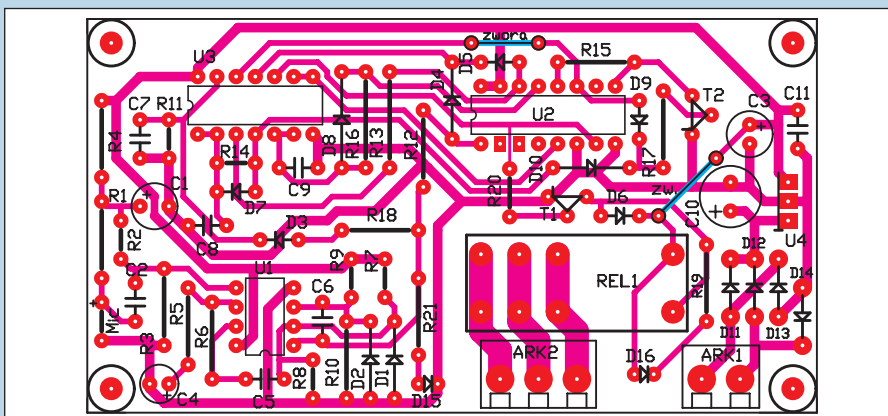 zwora
D5
R15
U3
D4
D9
T2
C11
C3
C7
R11
U2
R4
D8
R16
R13
R12
R14
C9
D10
R17
R1
C1
D7
R20
zw.
D6
T1
C10
R2
C8
D3
R18
U4
U1
R9
R7
D12
D14
C2
REL1
R19
Mic
R5
R6
C6
R21
D11
D13
R3
ARK2
ARK1
D16
R8
R10
D2
D1
C4
C5
D15